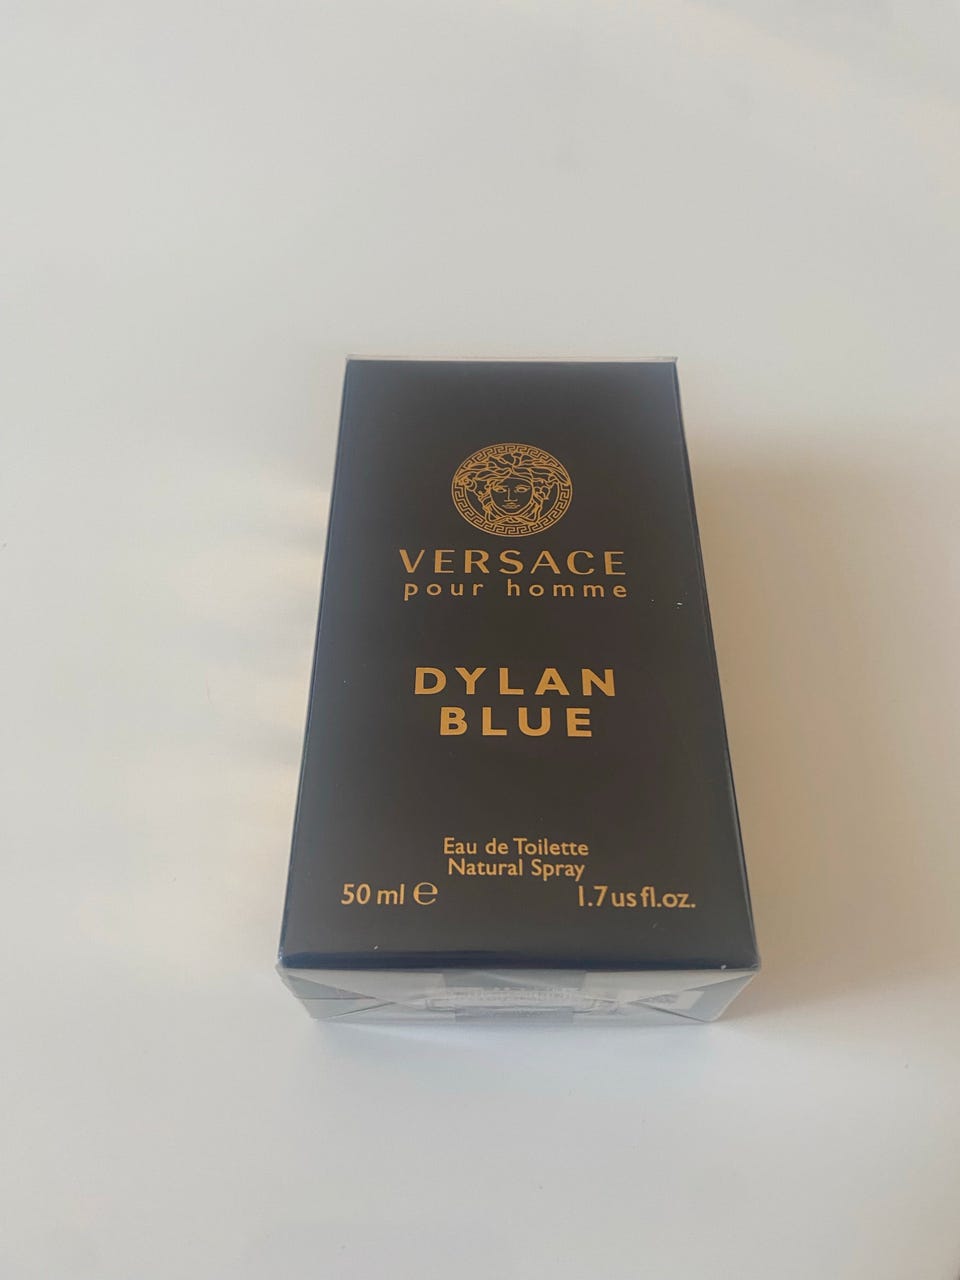 VERSACE
pour homme
DYLAN
BLUE
Eau de Toilette
Natural Spray
50 ml ℮ 1.7 us fl.oz.